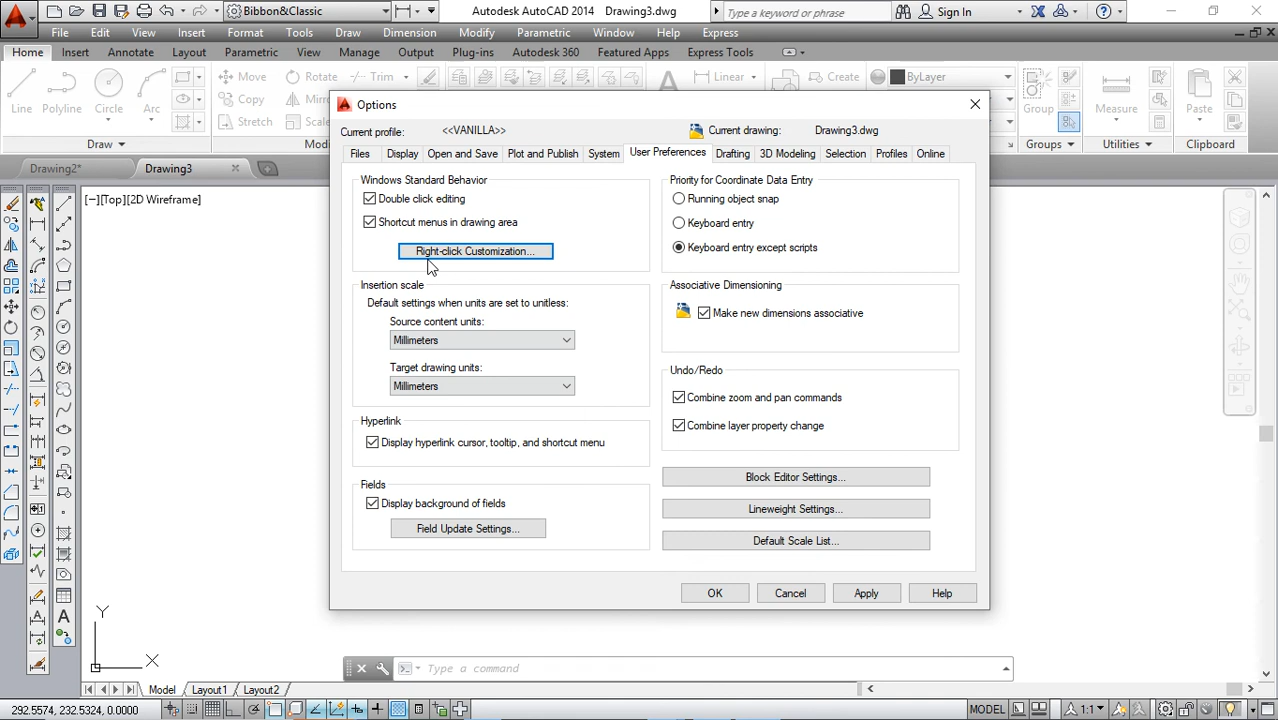 Bibbon&Classic
Autodesk AutoCAD 2014 Drawing3.dwg
Type a keyword or phrase
Sign In
File Edit View Insert Format Tools Draw Dimension Modify Parametric Window Help Express
Home Insert Annotate Layout Parametric View Manage Output Plug-ins Autodesk 360 Featured Apps Express Tools
Line Polyline Circle Arc
Move Rotate Trim
Copy
Stretch
Linear
Create
ByLayer
Group
Measure
Paste
Draw
Groups Utilities Clipboard
Drawing2* Drawing3
[−][Top][2D Wireframe]
Options
Current profile: <<VANILLA>> Current drawing: Drawing3.dwg
Files Display Open and Save Plot and Publish System User Preferences Drafting 3D Modeling Selection Profiles Online
Windows Standard Behavior
Double click editing
Shortcut menus in drawing area
Right-click Customization...
Insertion scale
Default settings when units are set to unitless:
Source content units:
Millimeters
Target drawing units:
Millimeters
Hyperlink
Display hyperlink cursor, tooltip, and shortcut menu
Fields
Display background of fields
Field Update Settings...
Priority for Coordinate Data Entry
Running object snap
Keyboard entry
Keyboard entry except scripts
Associative Dimensioning
Make new dimensions associative
Undo/Redo
Combine zoom and pan commands
Combine layer property change
Block Editor Settings...
Lineweight Settings...
Default Scale List...
OK Cancel Apply Help
Y
X
Type a command
Model Layout1 Layout2
292.5574, 232.5324, 0.0000
MODEL
1:1